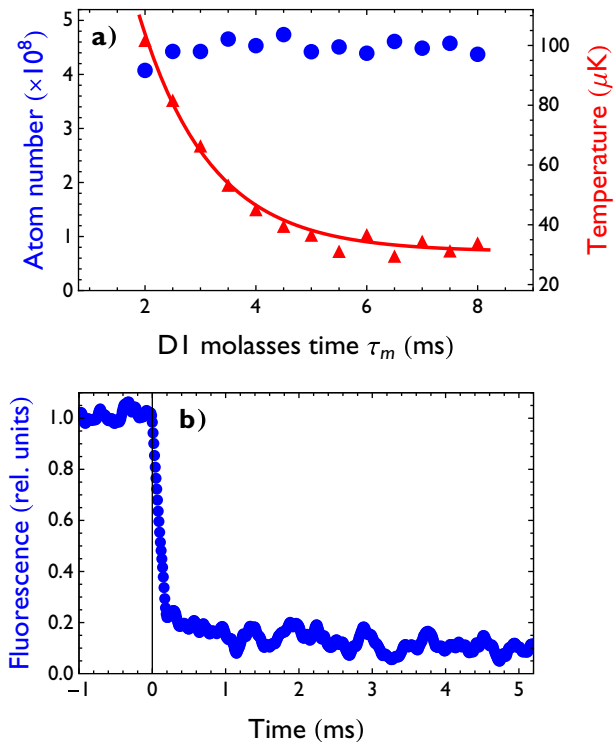 a)
Atom number (×10⁸)
5
4
3
2
1
0
100
80
60
40
20
Temperature (μK)
2 3 4 5 6 7 8 9
D1 molasses time τm (ms)
b)
Fluorescence (rel. units)
1.0
0.8
0.6
0.4
0.2
0.0
−1 0 1 2 3 4 5
Time (ms)